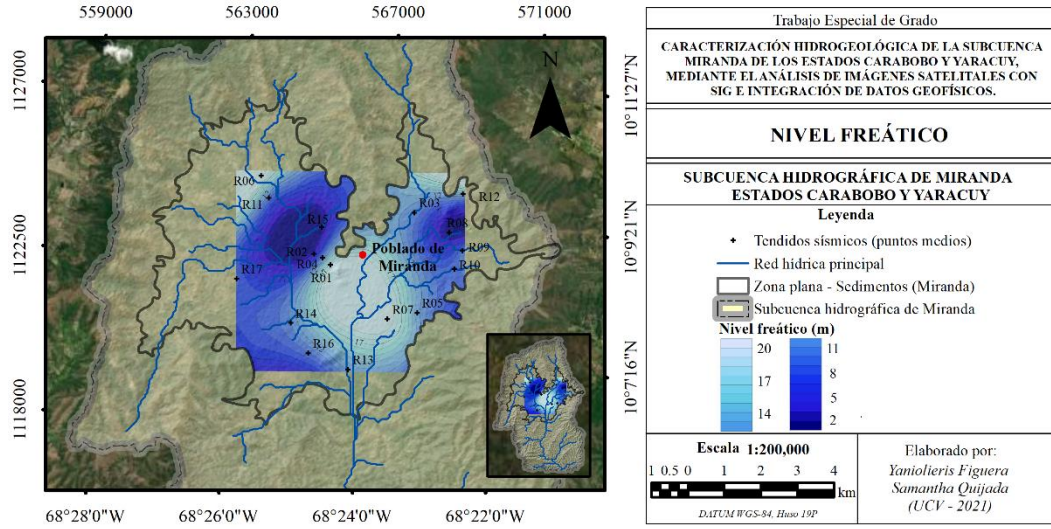 559000
563000
567000
571000
1127000
1122500
1118000
10°11'27"N
10°9'21"N
10°7'16"N
68°28'0"W
68°26'0"W
68°24'0"W
68°22'0"W
N
R06
R11
R15
R02
R04
R01
R17
R14
R16
R13
R03
R12
R08
R09
R10
R07
R05
Poblado de
Miranda
Trabajo Especial de Grado
CARACTERIZACIÓN HIDROGEOLÓGICA DE LA SUBCUENCA
MIRANDA DE LOS ESTADOS CARABOBO Y YARACUY,
MEDIANTE EL ANÁLISIS DE IMÁGENES SATELITALES CON
SIG E INTEGRACIÓN DE DATOS GEOFÍSICOS.
NIVEL FREÁTICO
SUBCUENCA HIDROGRÁFICA DE MIRANDA
ESTADOS CARABOBO Y YARACUY
Leyenda
Tendidos sísmicos (puntos medios)
Red hídrica principal
Zona plana - Sedimentos (Miranda)
Subcuenca hidrográfica de Miranda
Nivel freático (m)
20 11
17 8
5
14 2
Escala 1:200,000
1 0.5 0 1 2 3 4
km
DATUM WGS-84, Huso 19P
Elaborado por:
Yaniolieris Figuera
Samantha Quijada
(UCV - 2021)